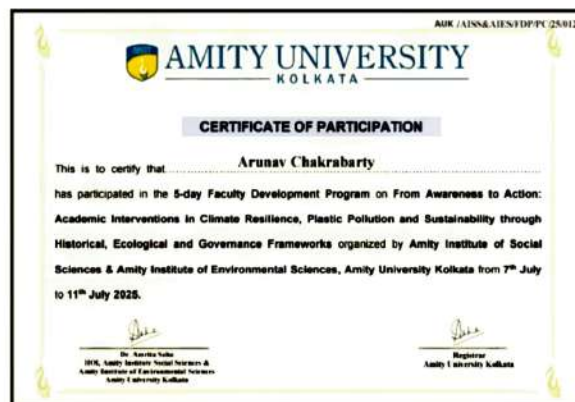 AUK /AISS&AIES/FDP/PC/25/012
AMITY UNIVERSITY
KOLKATA
CERTIFICATE OF PARTICIPATION
This is to certify that Arunav Chakrabarty
has participated in the 5-day Faculty Development Program on From Awareness to Action:
Academic Interventions in Climate Resilience, Plastic Pollution and Sustainability through
Historical, Ecological and Governance Frameworks organized by Amity Institute of Social
Sciences & Amity Institute of Environmental Sciences, Amity University Kolkata from 7th July
to 11th July 2025.
Dr. Amrita Saha
HOI, Amity Institute Social Sciences &
Amity Institute of Environmental Sciences
Amity University Kolkata
Registrar
Amity University Kolkata